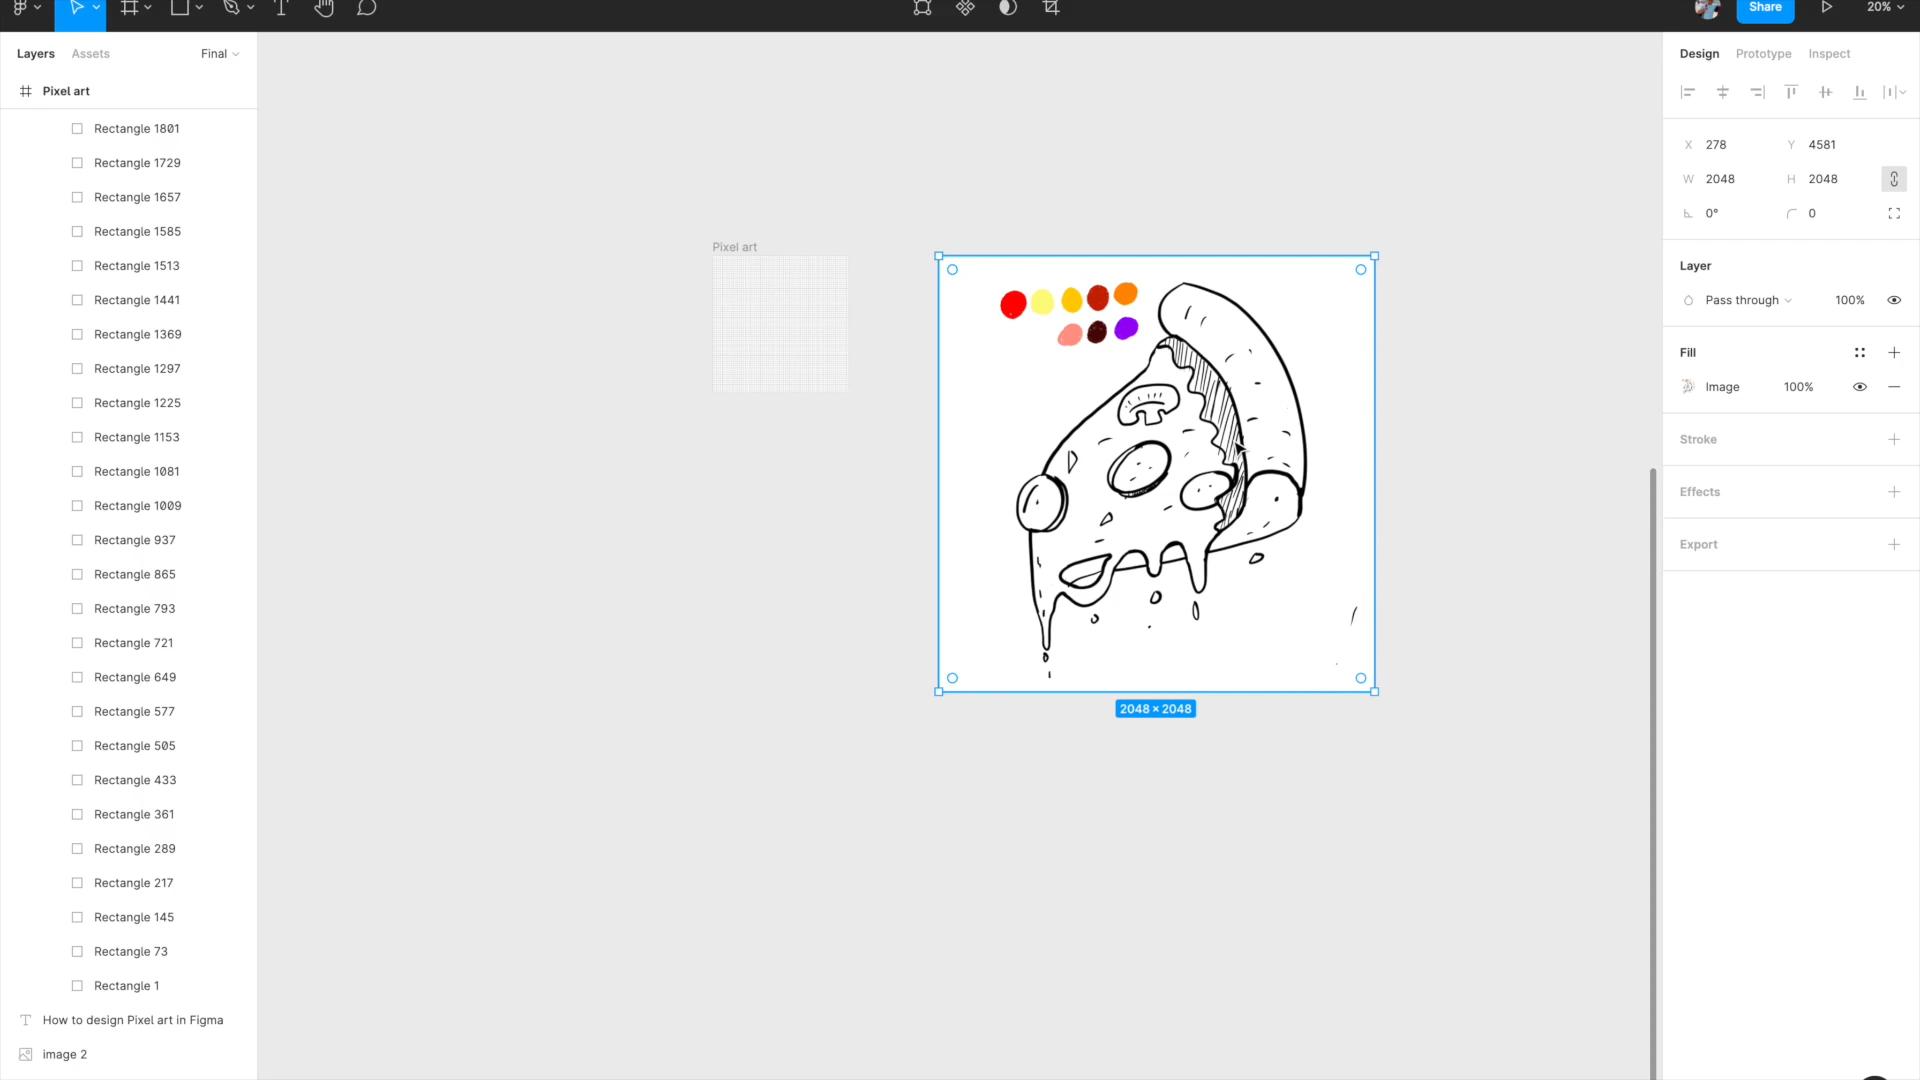 Share
20%
Layers
Assets
Final
Design
Prototype
Inspect
Pixel art
Rectangle 1801
Rectangle 1729
Rectangle 1657
Rectangle 1585
Rectangle 1513
Rectangle 1441
Rectangle 1369
Rectangle 1297
Rectangle 1225
Rectangle 1153
Rectangle 1081
Rectangle 1009
Rectangle 937
Rectangle 865
Rectangle 793
Rectangle 721
Rectangle 649
Rectangle 577
Rectangle 505
Rectangle 433
Rectangle 361
Rectangle 289
Rectangle 217
Rectangle 145
Rectangle 73
Rectangle 1
How to design Pixel art in Figma
image 2
Pixel art
2048 × 2048
X 278 Y 4581
W 2048 H 2048
0° 0
Layer
Pass through 100%
Fill
Image 100%
Stroke
Effects
Export